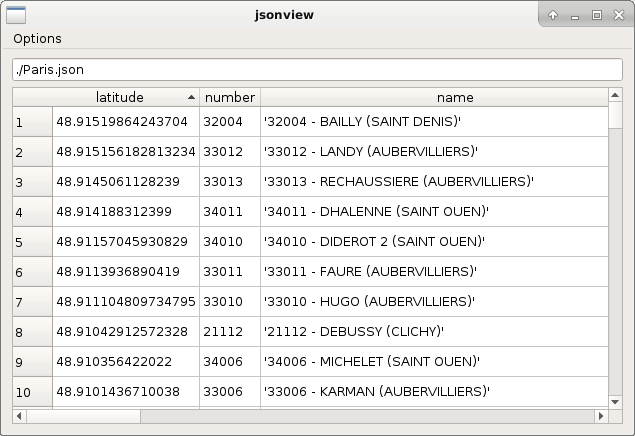 jsonview
Options
./Paris.json
latitude number name
1 48.91519864243704 32004 '32004 - BAILLY (SAINT DENIS)'
2 48.915156182813234 33012 '33012 - LANDY (AUBERVILLIERS)'
3 48.9145061128239 33013 '33013 - RECHAUSSIERE (AUBERVILLIERS)'
4 48.914188312399 34011 '34011 - DHALENNE (SAINT OUEN)'
5 48.91157045930829 34010 '34010 - DIDEROT 2 (SAINT OUEN)'
6 48.9113936890419 33011 '33011 - FAURE (AUBERVILLIERS)'
7 48.911104809734795 33010 '33010 - HUGO (AUBERVILLIERS)'
8 48.91042912572328 21112 '21112 - DEBUSSY (CLICHY)'
9 48.910356422022 34006 '34006 - MICHELET (SAINT OUEN)'
10 48.9101436710038 33006 '33006 - KARMAN (AUBERVILLIERS)'